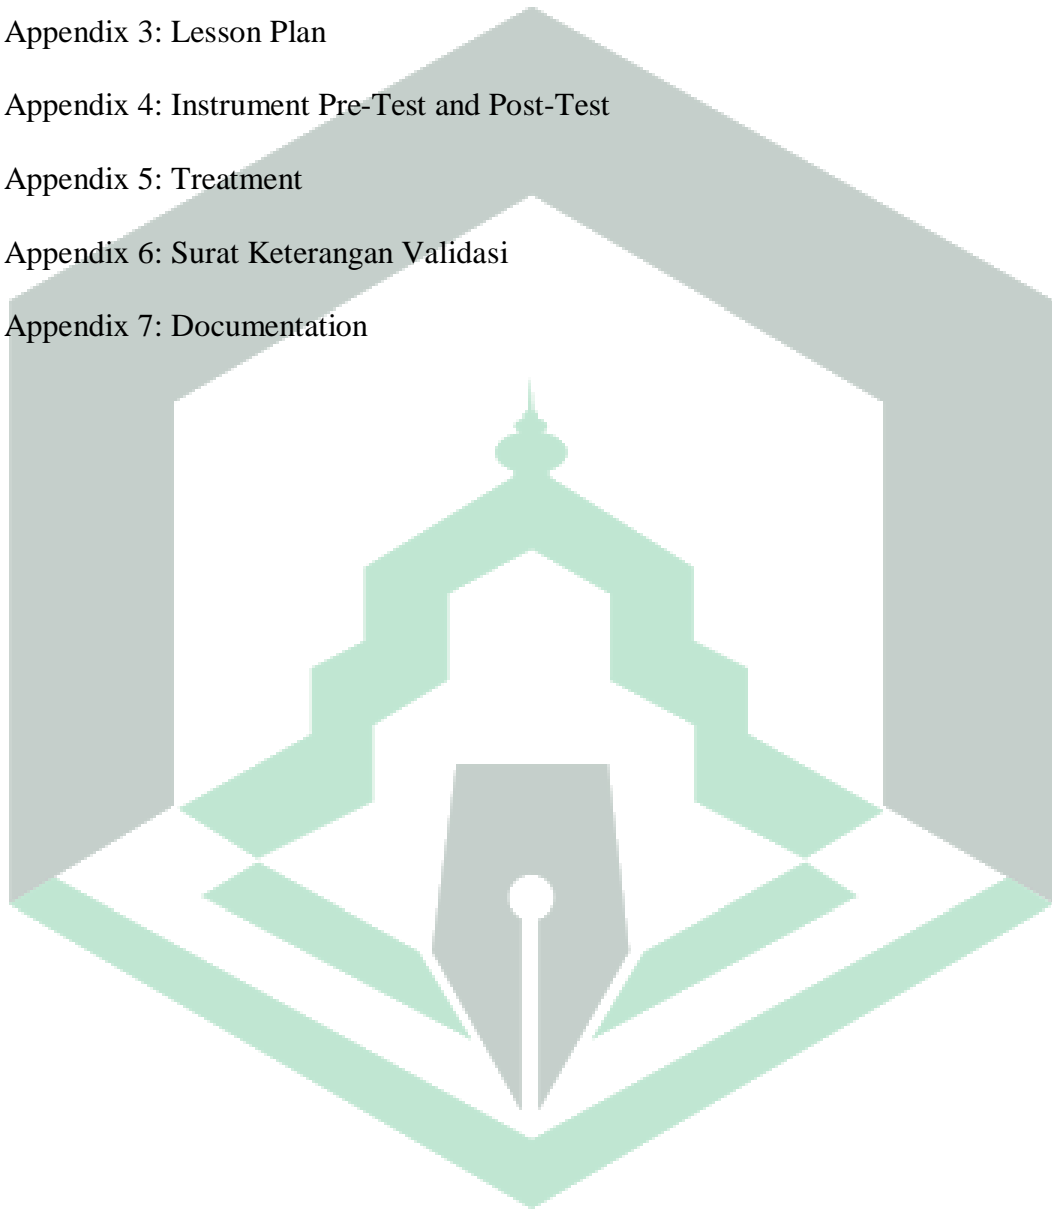 Appendix 3: Lesson Plan
Appendix 4: Instrument Pre-Test and Post-Test
Appendix 5: Treatment
Appendix 6: Surat Keterangan Validasi
Appendix 7: Documentation